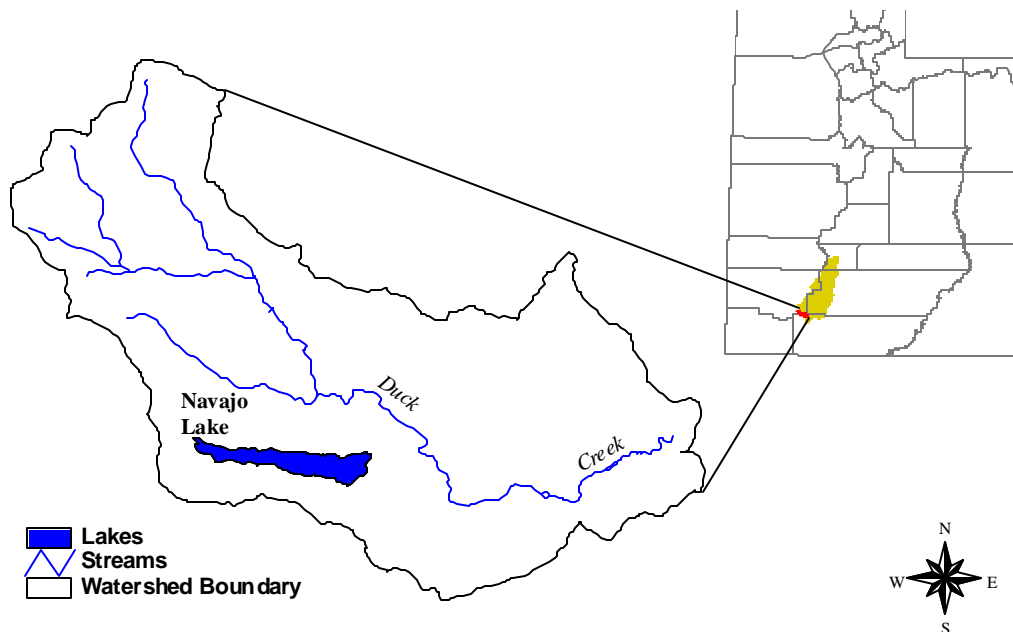 Navajo
Lake
Duck
Creek
Lakes
Streams
Watershed Boundary
N
W
E
S